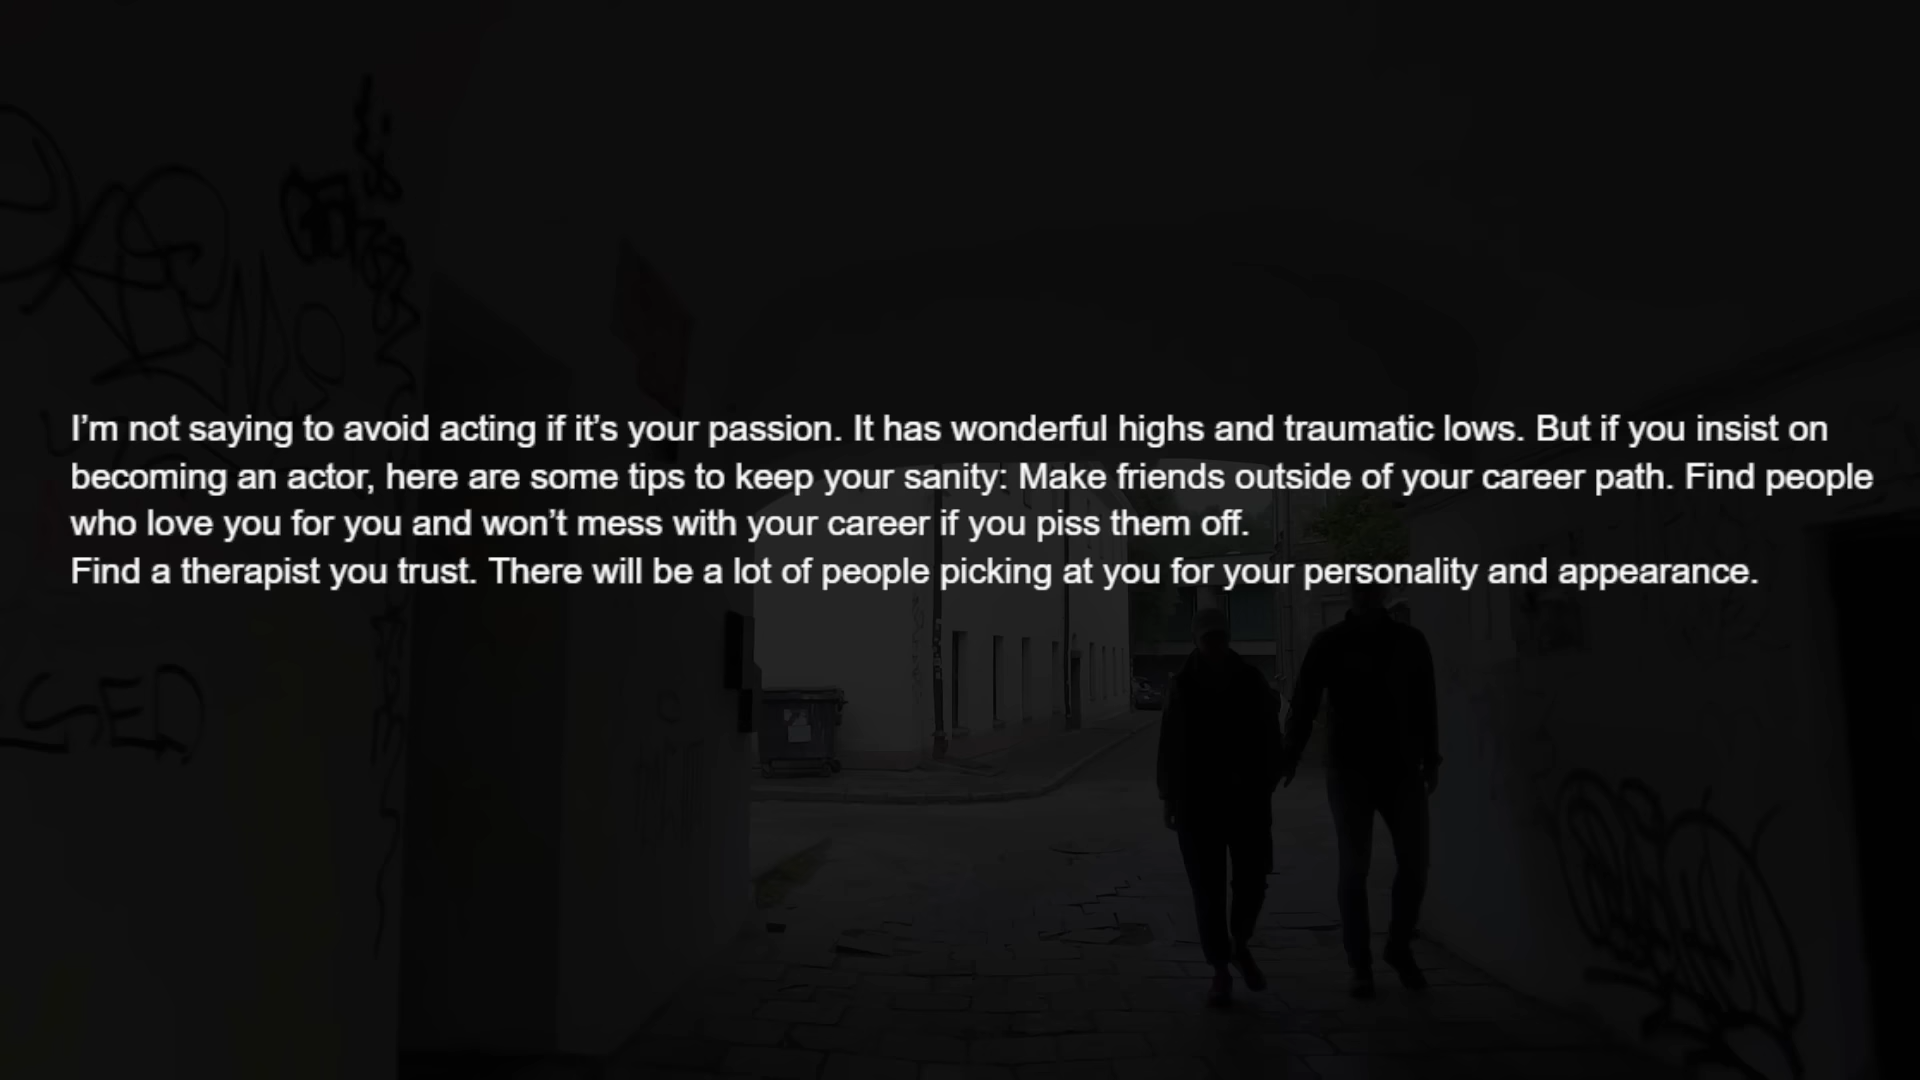 I’m not saying to avoid acting if it’s your passion. It has wonderful highs and traumatic lows. But if you insist on
becoming an actor, here are some tips to keep your sanity: Make friends outside of your career path. Find people
who love you for you and won’t mess with your career if you piss them off.
Find a therapist you trust. There will be a lot of people picking at you for your personality and appearance.